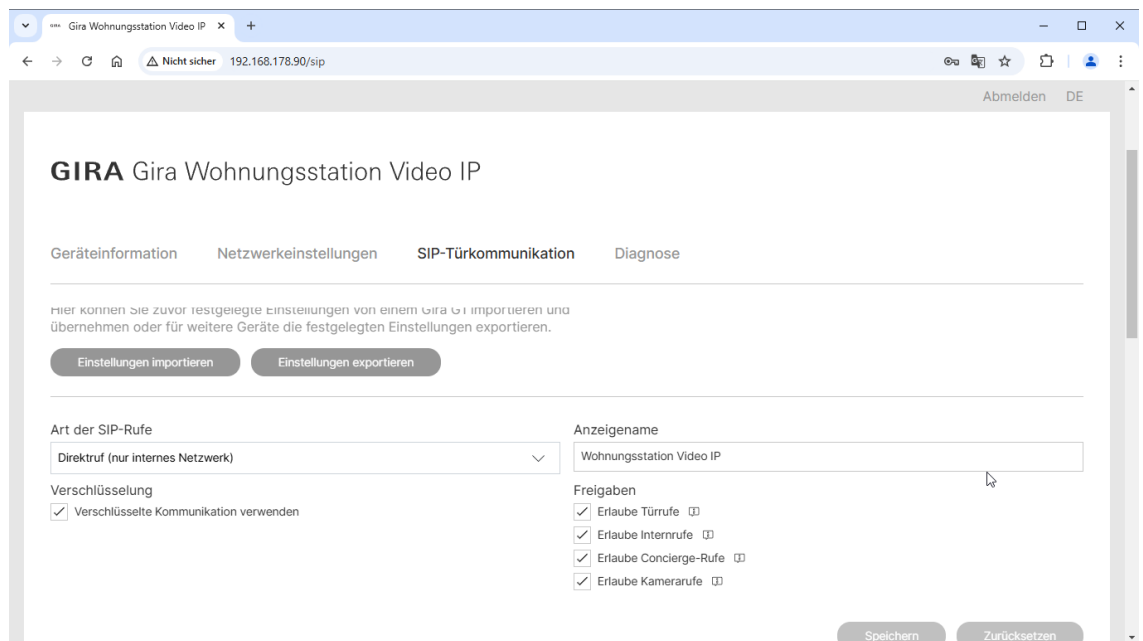 Gira Wohnungsstation Video IP
Nicht sicher 192.168.178.90/sip
Abmelden DE
GIRA Gira Wohnungsstation Video IP
Geräteinformation Netzwerkeinstellungen SIP-Türkommunikation Diagnose
Hier können Sie zuvor festgelegte Einstellungen von einem Gira G1 importieren und
übernehmen oder für weitere Geräte die festgelegten Einstellungen exportieren.
Einstellungen importieren Einstellungen exportieren
Art der SIP-Rufe
Direktruf (nur internes Netzwerk)
Verschlüsselung
Verschlüsselte Kommunikation verwenden
Anzeigename
Wohnungsstation Video IP
Freigaben
Erlaube Türrufe
Erlaube Internrufe
Erlaube Concierge-Rufe
Erlaube Kamerarufe
Speichern Zurücksetzen